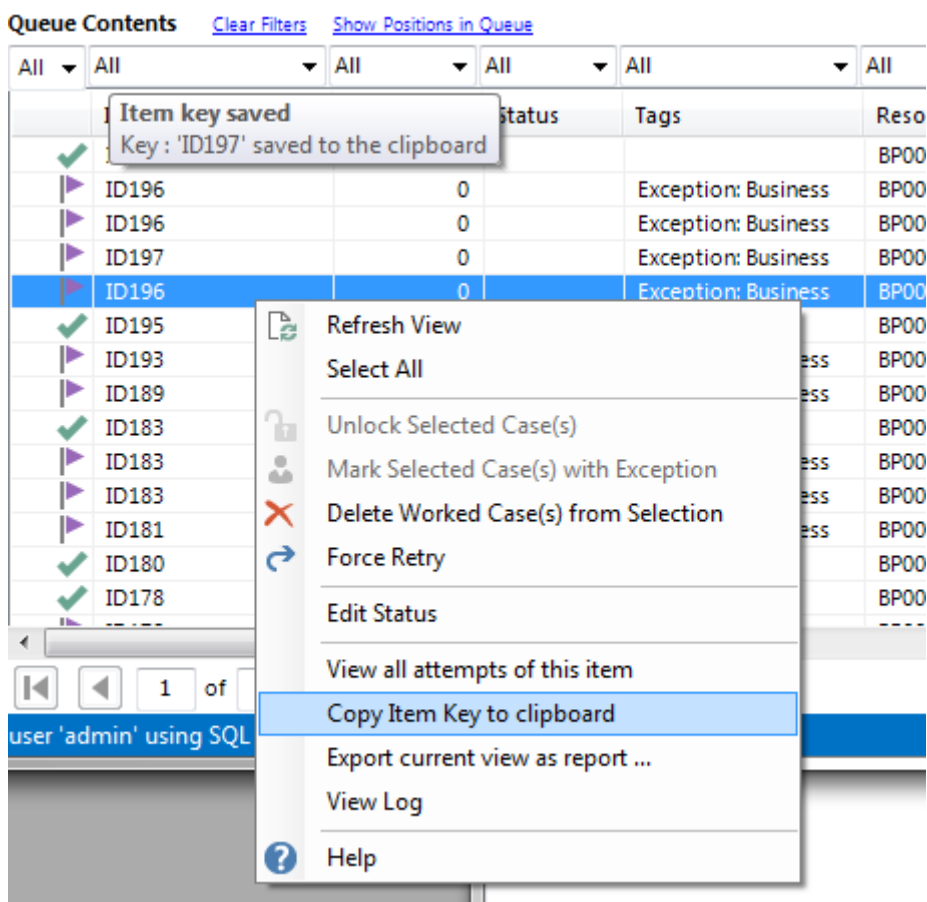 Queue Contents Clear Filters Show Positions in Queue
All All All All All All
Item key saved
Key : 'ID197' saved to the clipboard
Status Tags Reso
BP00
ID196 0 Exception: Business BP00
ID196 0 Exception: Business BP00
ID197 0 Exception: Business BP00
ID196 0 Exception: Business BP00
ID195 BP00
ID193 ess BP00
ID189 ess BP00
ID183 BP00
ID183 ess BP00
ID183 ess BP00
ID181 ess BP00
ID180 BP00
ID178 BP00
Refresh View
Select All
Unlock Selected Case(s)
Mark Selected Case(s) with Exception
Delete Worked Case(s) from Selection
Force Retry
Edit Status
View all attempts of this item
Copy Item Key to clipboard
Export current view as report ...
View Log
Help
1 of
user 'admin' using SQL